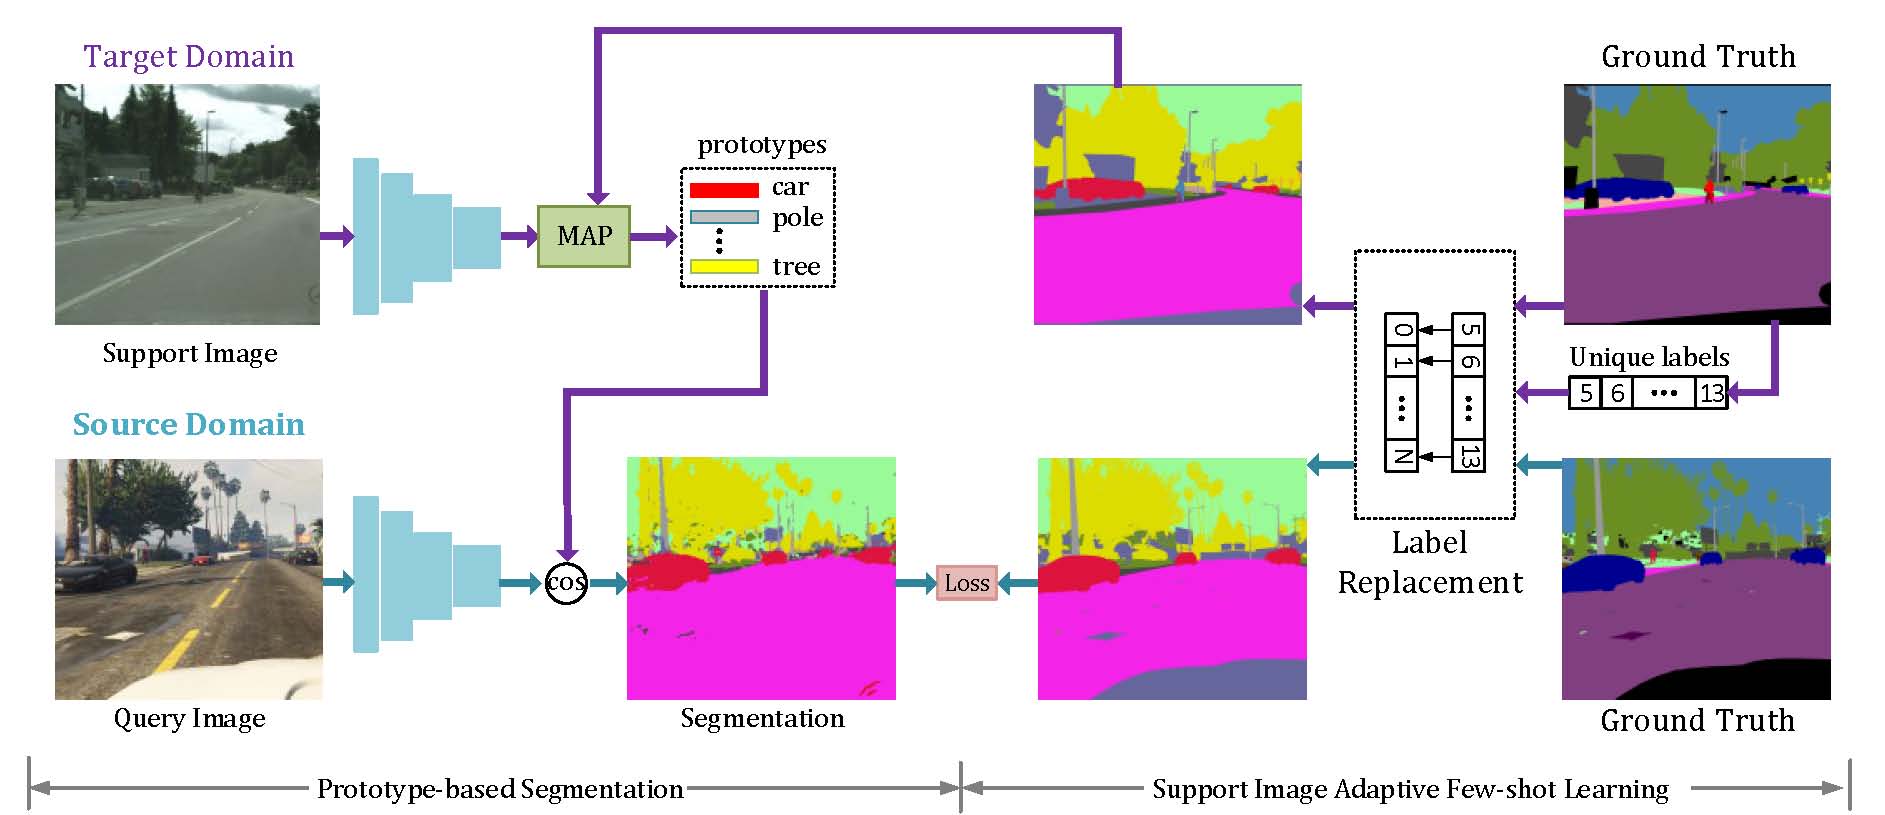 Target Domain
Ground Truth
prototypes
car
pole
MAP
tree
Support Image
0 5
1 6
N 13
Unique labels
5 6 ••• 13
Source Domain
Label
Replacement
cos
Loss
Query Image
Segmentation
Ground Truth
Prototype-based Segmentation
Support Image Adaptive Few-shot Learning